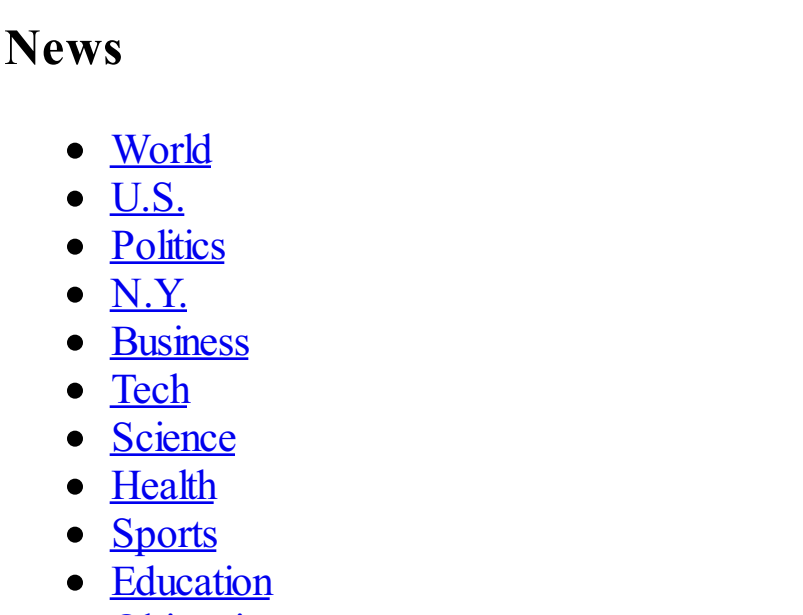 News
World
U.S.
Politics
N.Y.
Business
Tech
Science
Health
Sports
Education